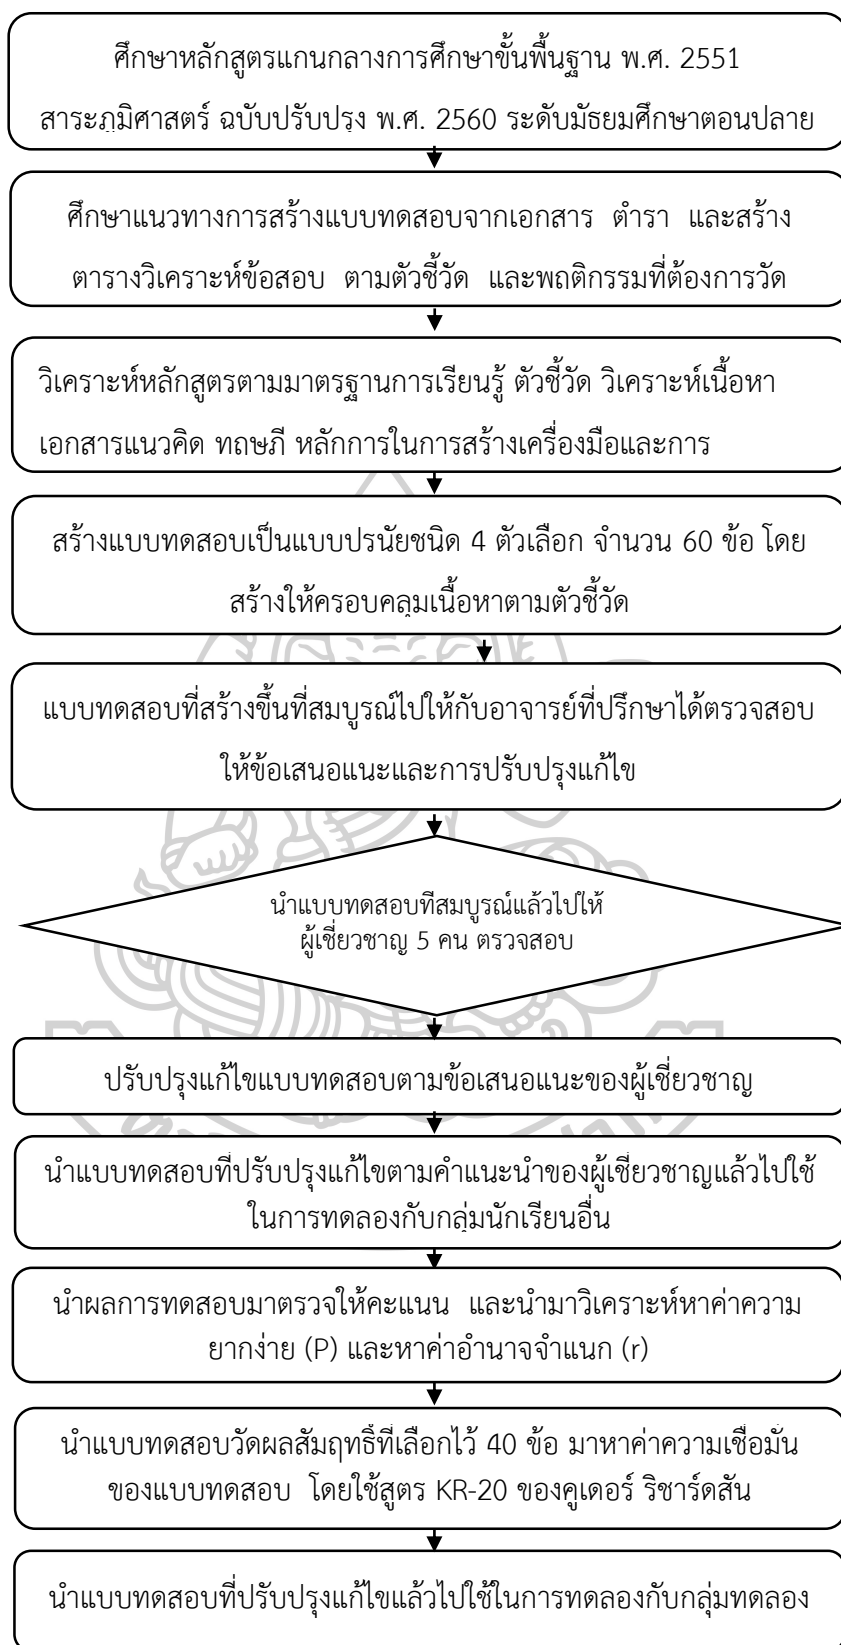 ศึกษาหลักสูตรแกนกลางการศึกษาขั้นพื้นฐาน พ.ศ. 2551
สาระภูมิศาสตร์ ฉบับปรับปรุง พ.ศ. 2560 ระดับมัธยมศึกษาตอนปลาย
ศึกษาแนวทางการสร้างแบบทดสอบจากเอกสาร ตำรา และสร้าง
ตารางวิเคราะห์ข้อสอบ ตามตัวชี้วัด และพฤติกรรมที่ต้องการวัด
วิเคราะห์หลักสูตรตามมาตรฐานการเรียนรู้ ตัวชี้วัด วิเคราะห์เนื้อหา
เอกสารแนวคิด ทฤษฎี หลักการในการสร้างเครื่องมือและการ
สร้างแบบทดสอบเป็นแบบปรนัยชนิด 4 ตัวเลือก จำนวน 60 ข้อ โดย
สร้างให้ครอบคลุมเนื้อหาตามตัวชี้วัด
แบบทดสอบที่สร้างขึ้นที่สมบูรณ์ไปให้กับอาจารย์ที่ปรึกษาได้ตรวจสอบ
ให้ข้อเสนอแนะและการปรับปรุงแก้ไข
นำแบบทดสอบทีสมบูรณ์แล้วไปให้
ผู้เชี่ยวชาญ 5 คน ตรวจสอบ
ปรับปรุงแก้ไขแบบทดสอบตามข้อเสนอแนะของผู้เชี่ยวชาญ
นำแบบทดสอบที่ปรับปรุงแก้ไขตามคำแนะนำของผู้เชี่ยวชาญแล้วไปใช้
ในการทดลองกับกลุ่มนักเรียนอื่น
นำผลการทดสอบมาตรวจให้คะแนน และนำมาวิเคราะห์หาค่าความ
ยากง่าย (P) และหาค่าอำนาจจำแนก (r)
นำแบบทดสอบวัดผลสัมฤทธิ์ที่เลือกไว้ 40 ข้อ มาหาค่าความเชื่อมั่น
ของแบบทดสอบ โดยใช้สูตร KR-20 ของคูเดอร์ ริชาร์ดสัน
นำแบบทดสอบที่ปรับปรุงแก้ไขแล้วไปใช้ในการทดลองกับกลุ่มทดลอง